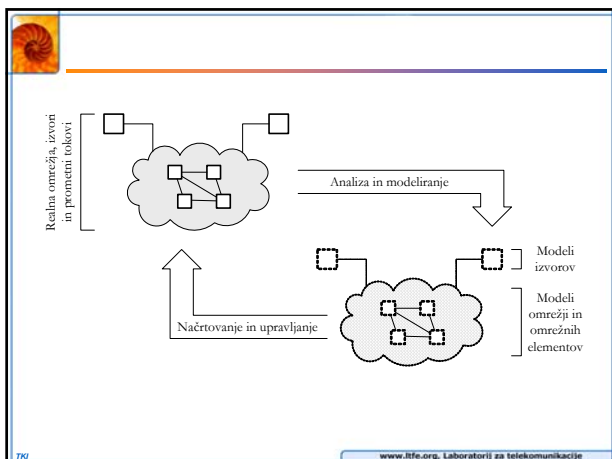 Realna omrežja, izvori
in prometni tokovi
Analiza in modeliranje
Modeli
izvorov
Modeli
omrežji in
omrežnih
elementov
Načrtovanje in upravljanje
TKI
www.ltfe.org, Laboratorij za telekomunikacije